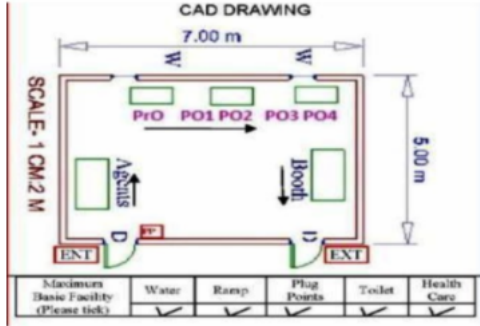 CAD DRAWING
7.00 m
W W
SCALE- 1 CM:2 M
PrO PO1 PO2 PO3 PO4
5.00 m
Agents
Booth
D PP D
ENT EXT
Maximum Basic Facility (Please tick) Water Ramp Plug Points Toilet Health Care